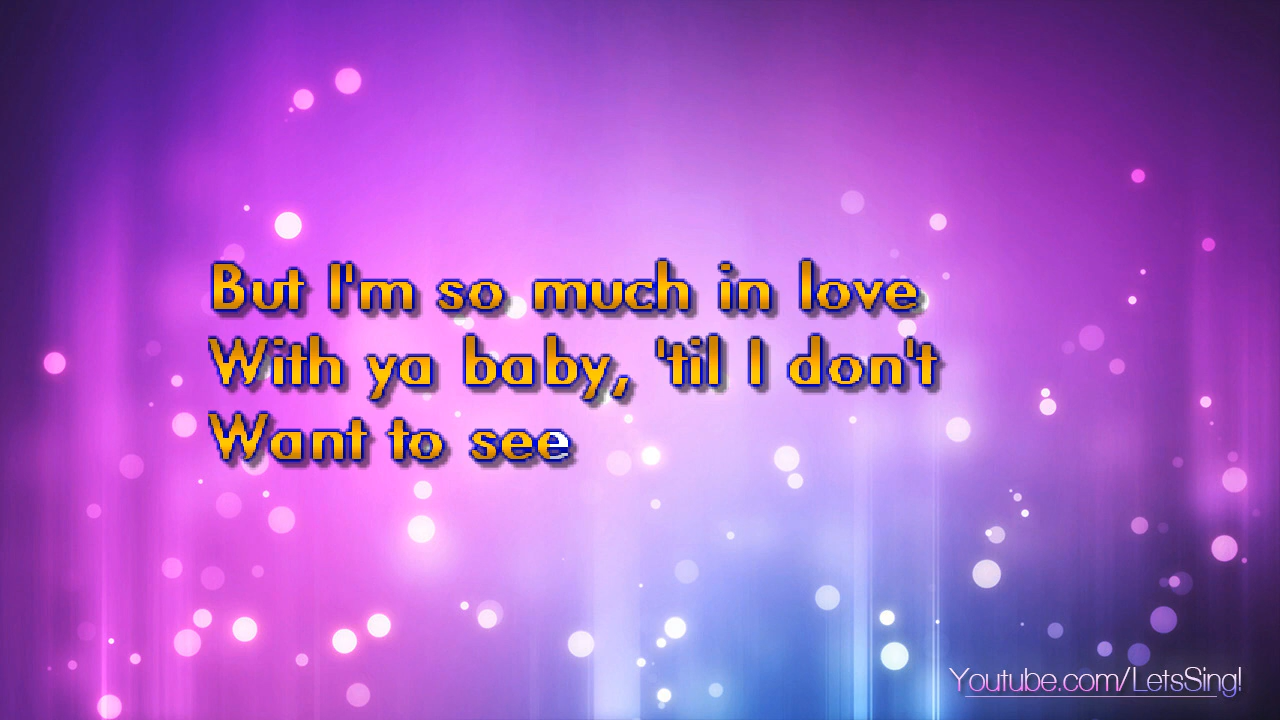 But I'm so much in love
With ya baby, 'til I don't
Want to see
Youtube.com/LetsSing!